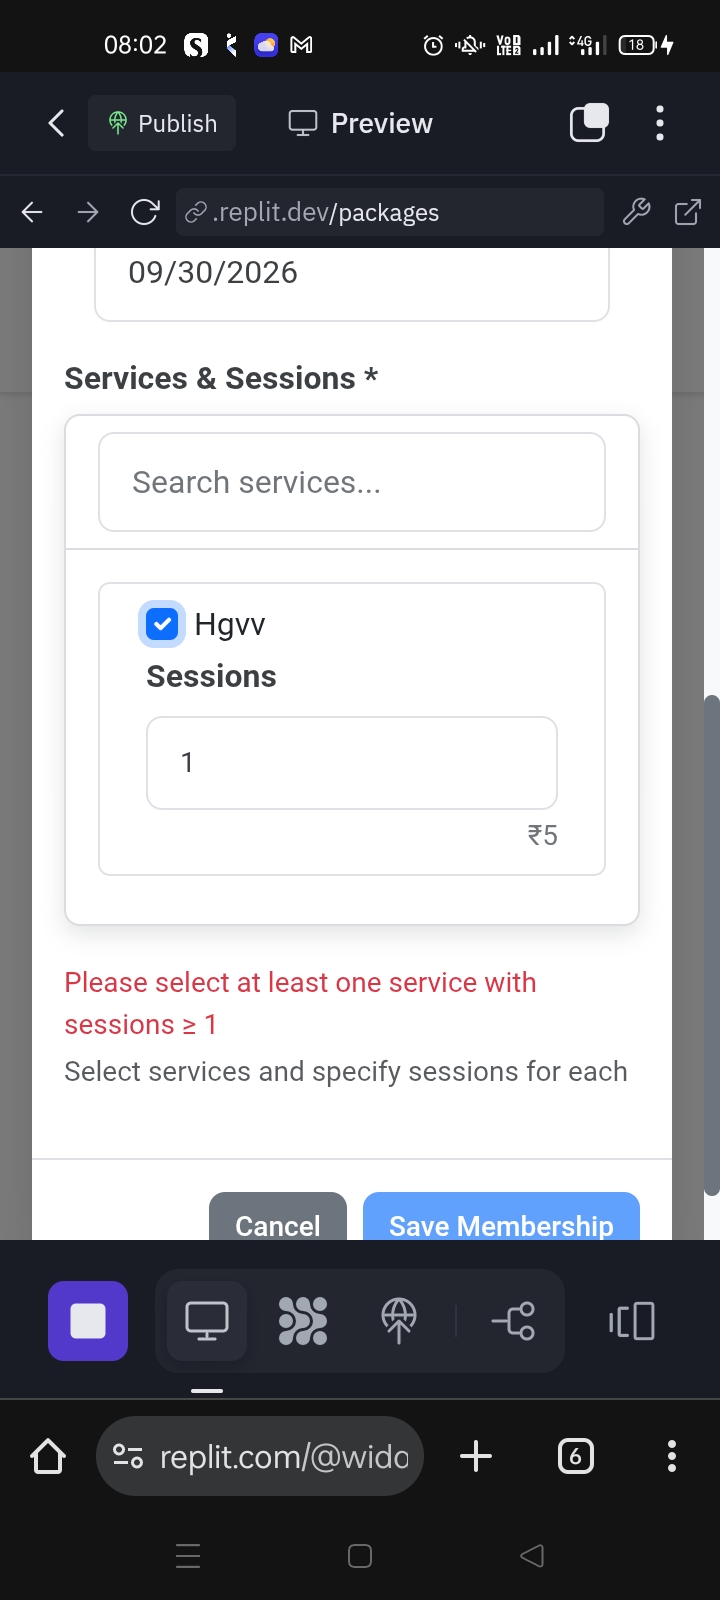 08:02
VoD
LTE2
4G
18
Publish
Preview
.replit.dev/packages
09/30/2026
Services & Sessions *
Search services...
Hgvv
Sessions
1
₹5
Please select at least one service with
sessions ≥ 1
Select services and specify sessions for each
Cancel
Save Membership
replit.com/@wido
6